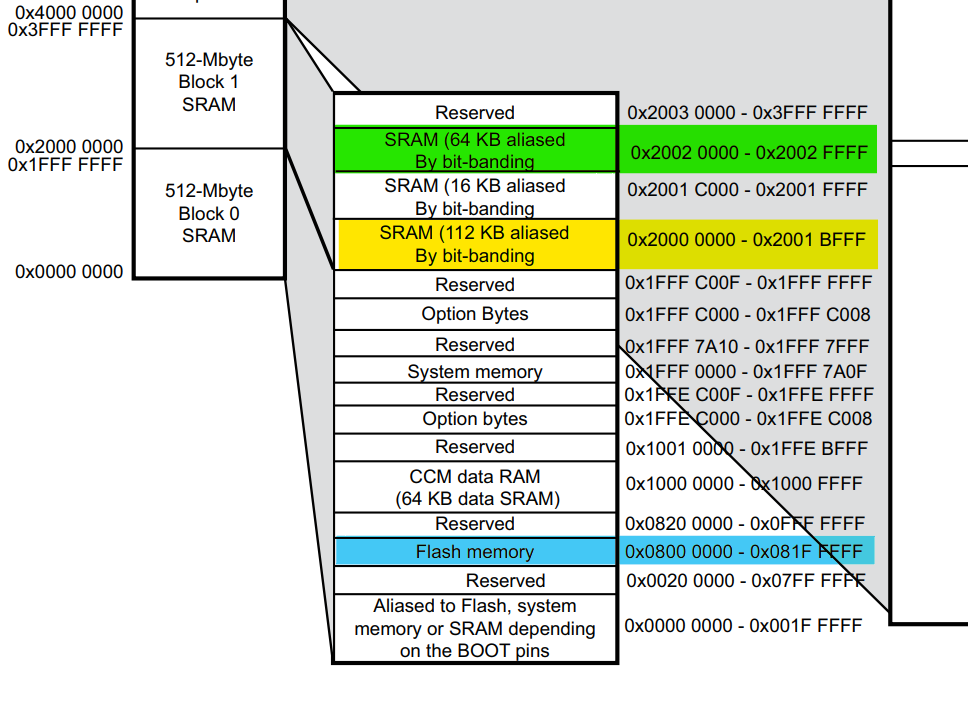 0x4000 0000
0x3FFF FFFF
512-Mbyte
Block 1
SRAM
0x2000 0000
0x1FFF FFFF
512-Mbyte
Block 0
SRAM
0x0000 0000
Reserved 0x2003 0000 - 0x3FFF FFFF
SRAM (64 KB aliased
By bit-banding
0x2002 0000 - 0x2002 FFFF
SRAM (16 KB aliased
By bit-banding
0x2001 C000 - 0x2001 FFFF
SRAM (112 KB aliased
By bit-banding
0x2000 0000 - 0x2001 BFFF
Reserved 0x1FFF C00F - 0x1FFF FFFF
Option Bytes 0x1FFF C000 - 0x1FFF C008
Reserved 0x1FFF 7A10 - 0x1FFF 7FFF
System memory 0x1FFF 0000 - 0x1FFF 7A0F
Reserved 0x1FFE C00F - 0x1FFE FFFF
Option bytes 0x1FFE C000 - 0x1FFE C008
Reserved 0x1001 0000 - 0x1FFE BFFF
CCM data RAM
(64 KB data SRAM)
0x1000 0000 - 0x1000 FFFF
Reserved 0x0820 0000 - 0x0FFF FFFF
Flash memory 0x0800 0000 - 0x081F FFFF
Reserved 0x0020 0000 - 0x07FF FFFF
Aliased to Flash, system
memory or SRAM depending
on the BOOT pins
0x0000 0000 - 0x001F FFFF